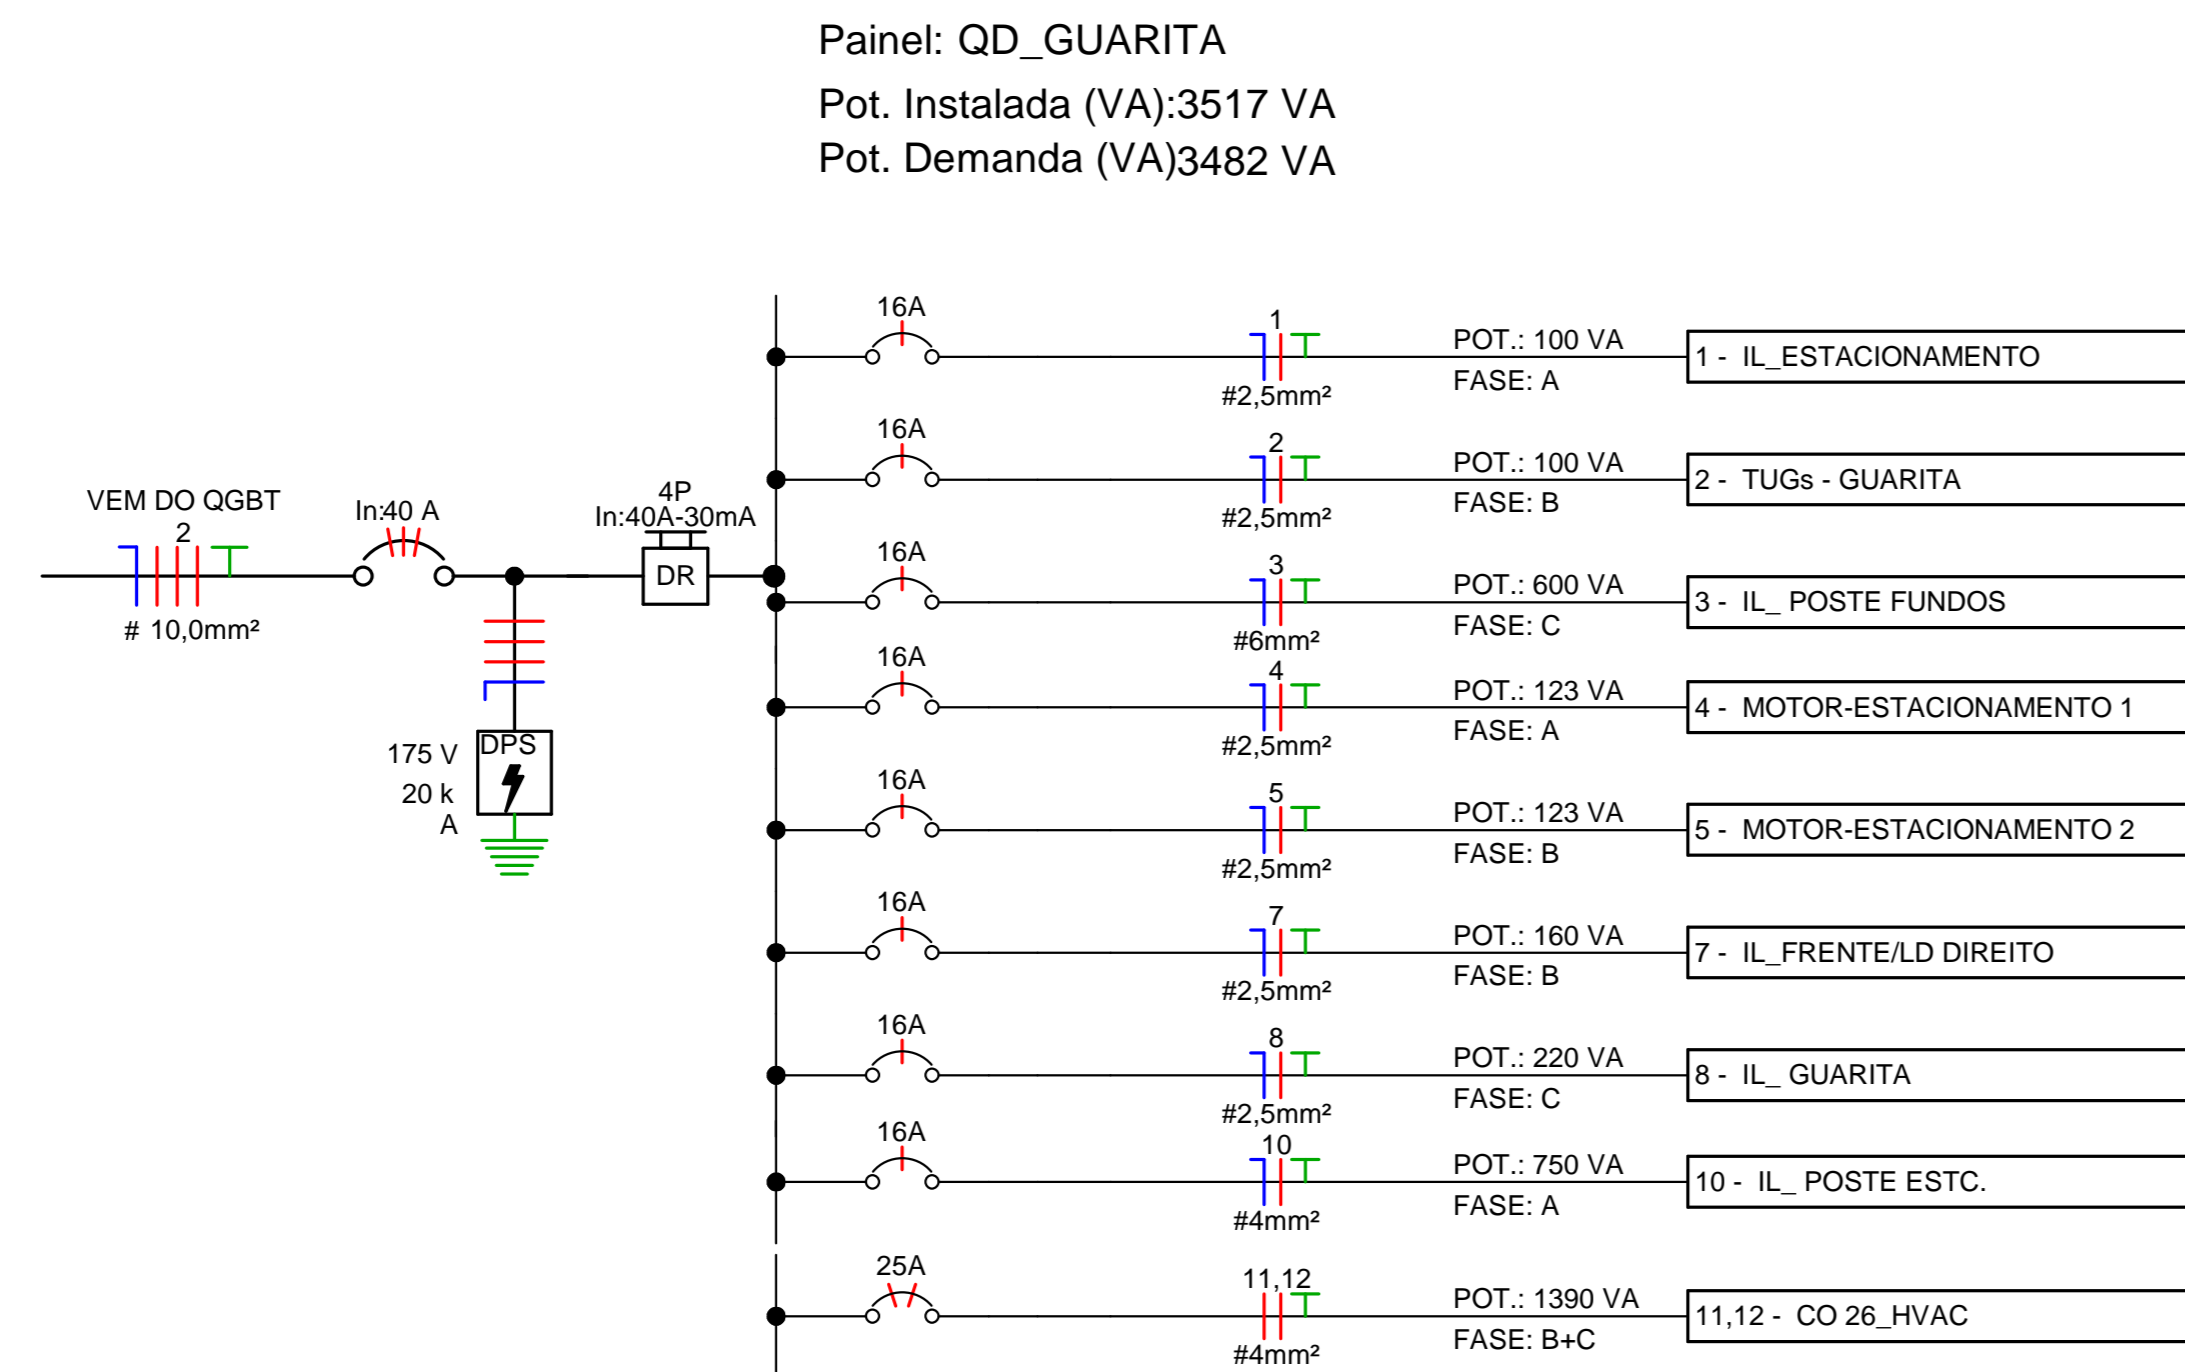 Painel: QD_GUARITA
Pot. Instalada (VA):3517 VA
Pot. Demanda (VA)3482 VA
VEM DO QGBT
2
# 10,0mm²
In:40 A
4P
In:40A-30mA
DR
DPS
175 V
20 k
A
16A
1
#2,5mm²
POT.: 100 VA
FASE: A
1 - IL_ESTACIONAMENTO
16A
2
#2,5mm²
POT.: 100 VA
FASE: B
2 - TUGs - GUARITA
16A
3
#6mm²
POT.: 600 VA
FASE: C
3 - IL_ POSTE FUNDOS
16A
4
#2,5mm²
POT.: 123 VA
FASE: A
4 - MOTOR-ESTACIONAMENTO 1
16A
5
#2,5mm²
POT.: 123 VA
FASE: B
5 - MOTOR-ESTACIONAMENTO 2
16A
7
#2,5mm²
POT.: 160 VA
FASE: B
7 - IL_FRENTE/LD DIREITO
16A
8
#2,5mm²
POT.: 220 VA
FASE: C
8 - IL_ GUARITA
16A
10
#4mm²
POT.: 750 VA
FASE: A
10 - IL_ POSTE ESTC.
25A
11,12
#4mm²
POT.: 1390 VA
FASE: B+C
11,12 - CO 26_HVAC